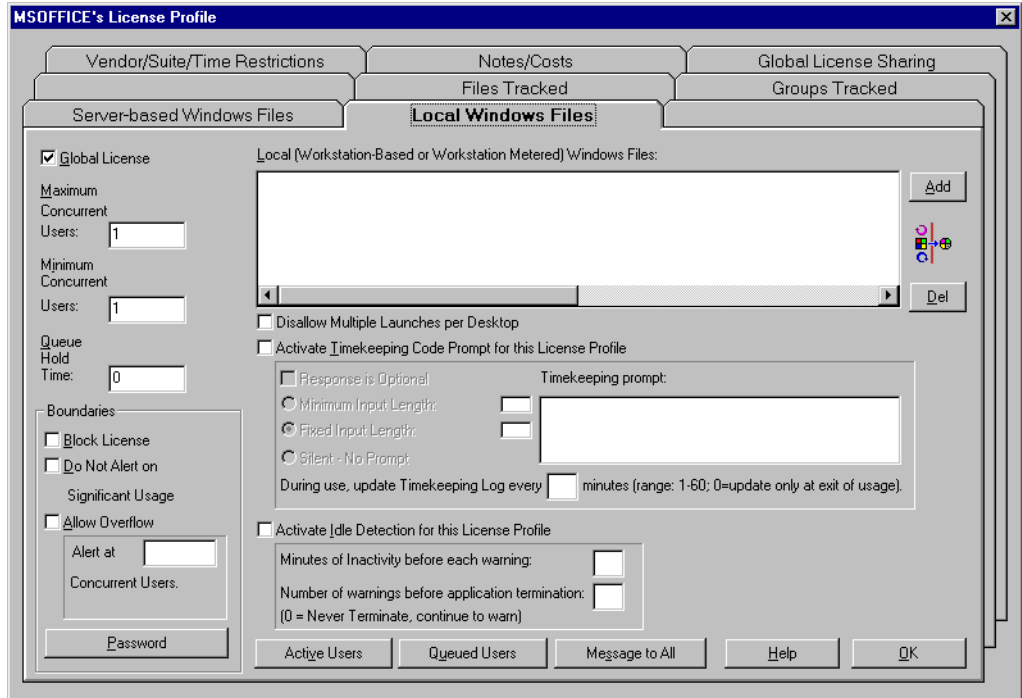 MSOFFICE's License Profile
Vendor/Suite/Time Restrictions
Notes/Costs
Global License Sharing
Files Tracked
Groups Tracked
Server-based Windows Files
Local Windows Files
Global License
Maximum
Concurrent
Users: 1
Minimum
Concurrent
Users: 1
Queue
Hold
Time: 0
Boundaries
Block License
Do Not Alert on
Significant Usage
Allow Overflow
Alert at
Concurrent Users.
Password
Local (Workstation-Based or Workstation Metered) Windows Files:
Add
Del
Disallow Multiple Launches per Desktop
Activate Timekeeping Code Prompt for this License Profile
Response is Optional
Timekeeping prompt:
Minimum Input Length:
Fixed Input Length:
Silent - No Prompt
During use, update Timekeeping Log every minutes (range: 1-60; 0=update only at exit of usage).
Activate Idle Detection for this License Profile
Minutes of Inactivity before each warning:
Number of warnings before application termination:
(0 = Never Terminate, continue to warn)
Active Users
Queued Users
Message to All
Help
OK